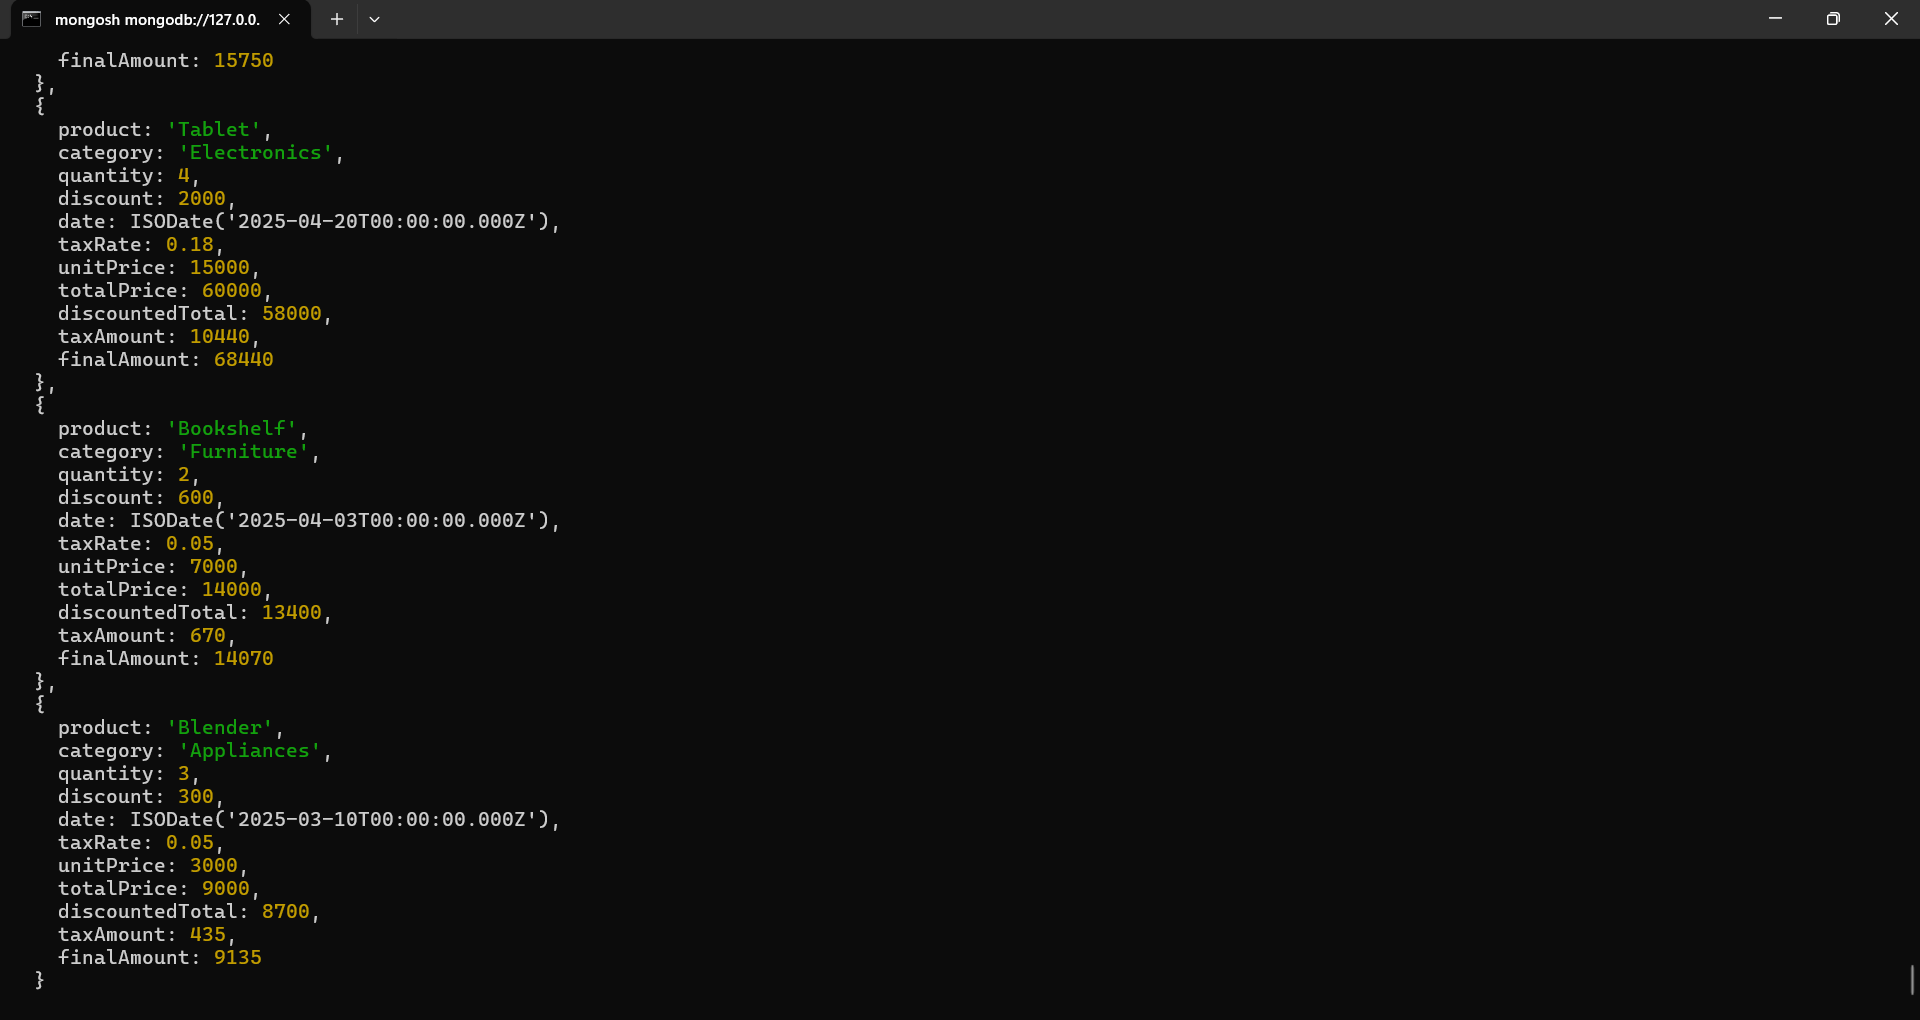 mongosh mongodb://127.0.0.
finalAmount: 15750
},
{
product: 'Tablet',
category: 'Electronics',
quantity: 4,
discount: 2000,
date: ISODate('2025-04-20T00:00:00.000Z'),
taxRate: 0.18,
unitPrice: 15000,
totalPrice: 60000,
discountedTotal: 58000,
taxAmount: 10440,
finalAmount: 68440
},
{
product: 'Bookshelf',
category: 'Furniture',
quantity: 2,
discount: 600,
date: ISODate('2025-04-03T00:00:00.000Z'),
taxRate: 0.05,
unitPrice: 7000,
totalPrice: 14000,
discountedTotal: 13400,
taxAmount: 670,
finalAmount: 14070
},
{
product: 'Blender',
category: 'Appliances',
quantity: 3,
discount: 300,
date: ISODate('2025-03-10T00:00:00.000Z'),
taxRate: 0.05,
unitPrice: 3000,
totalPrice: 9000,
discountedTotal: 8700,
taxAmount: 435,
finalAmount: 9135
}